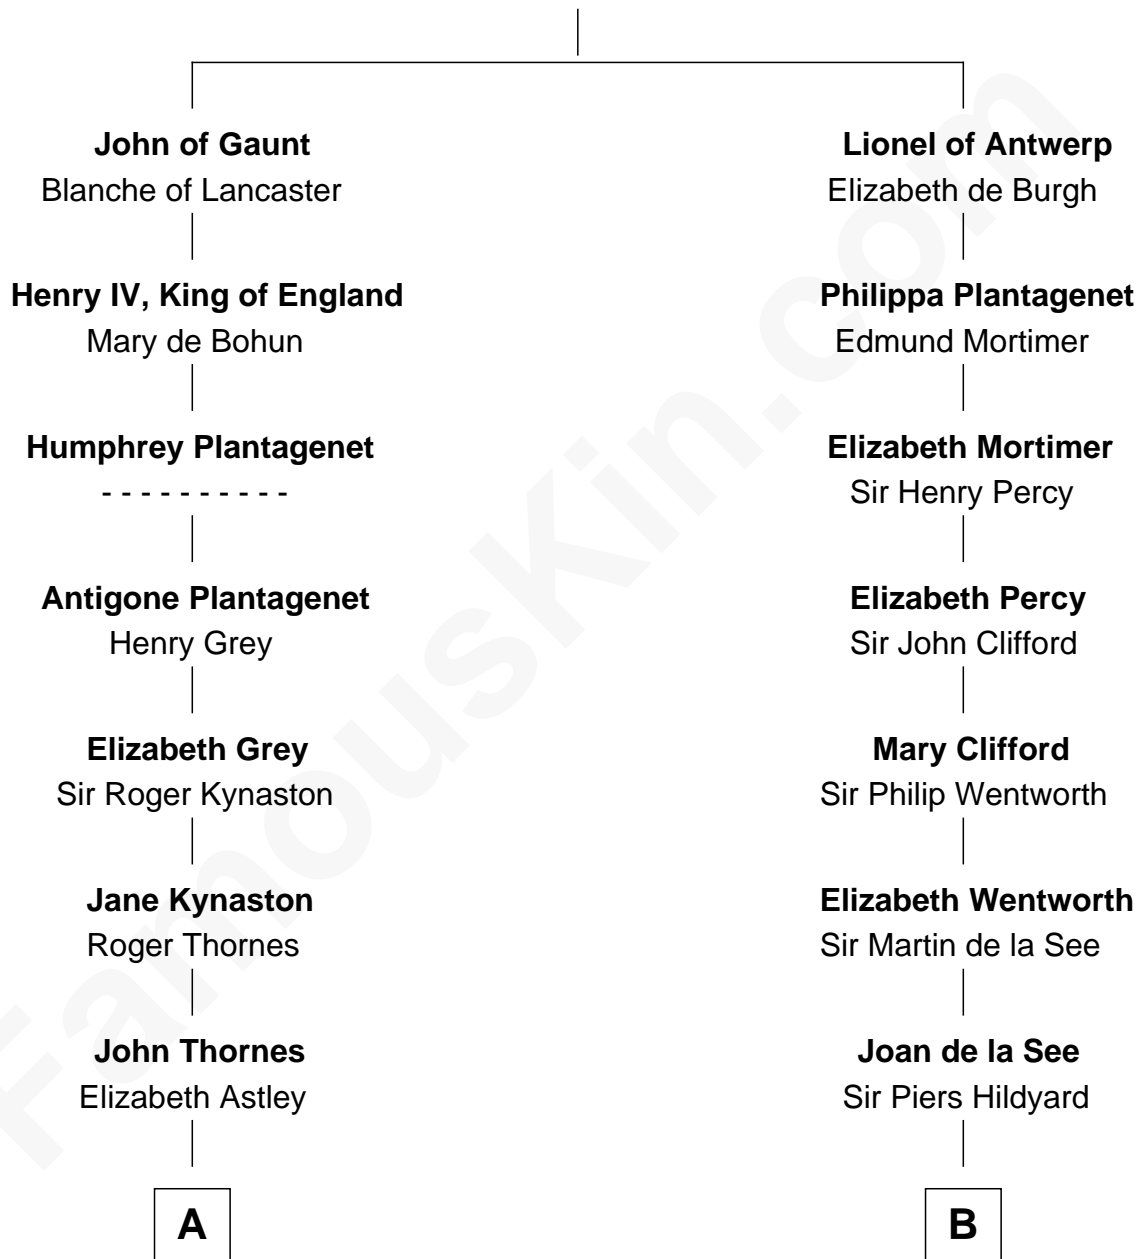 John of Gaunt
Blanche of Lancaster
Henry IV, King of England
Mary de Bohun
Humphrey Plantagenet
- - - - - - - - - -
Antigone Plantagenet
Henry Grey
Elizabeth Grey
Sir Roger Kynaston
Jane Kynaston
Roger Thornes
John Thornes
Elizabeth Astley
A
Lionel of Antwerp
Elizabeth de Burgh
Philippa Plantagenet
Edmund Mortimer
Elizabeth Mortimer
Sir Henry Percy
Elizabeth Percy
Sir John Clifford
Mary Clifford
Sir Philip Wentworth
Elizabeth Wentworth
Sir Martin de la See
Joan de la See
Sir Piers Hildyard
B
FamousKin.com